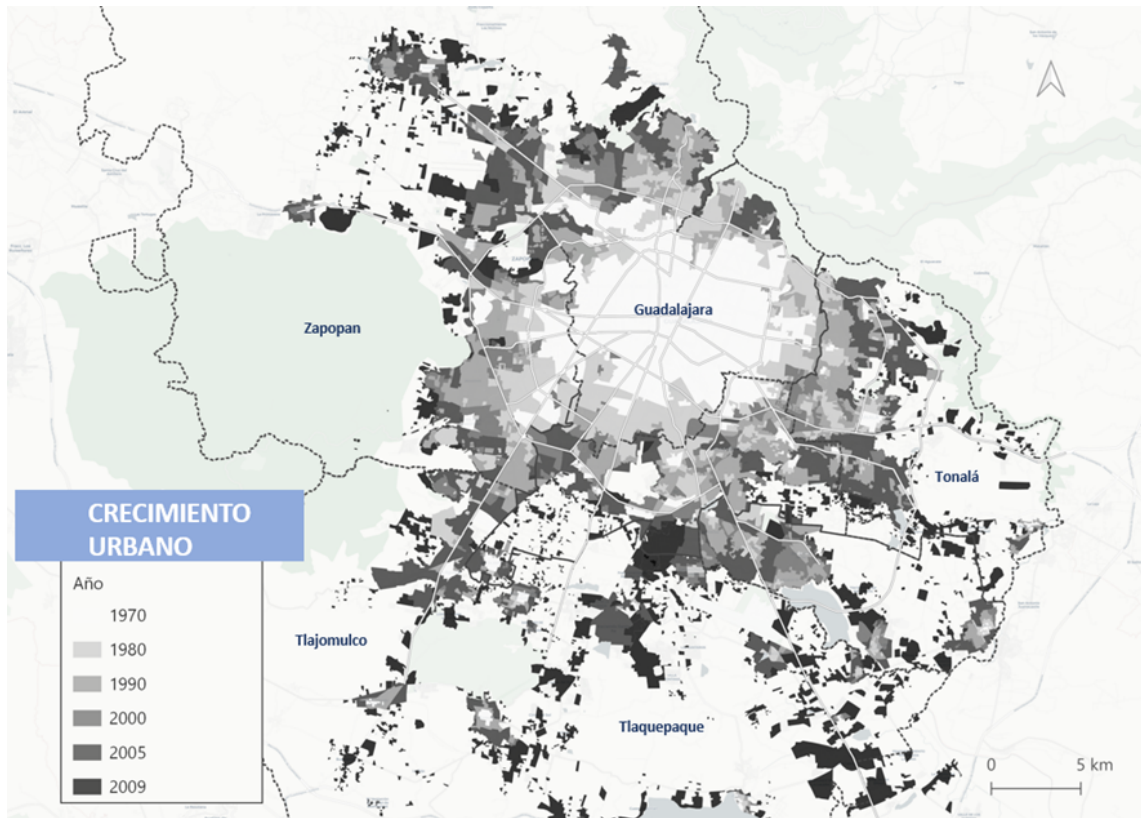 Guadalajara
Zapopan
Tonalá
CRECIMIENTO
URBANO
Año
1970
1980
1990
2000
2005
2009
Tlajomulco
Tlaquepaque
0 5 km